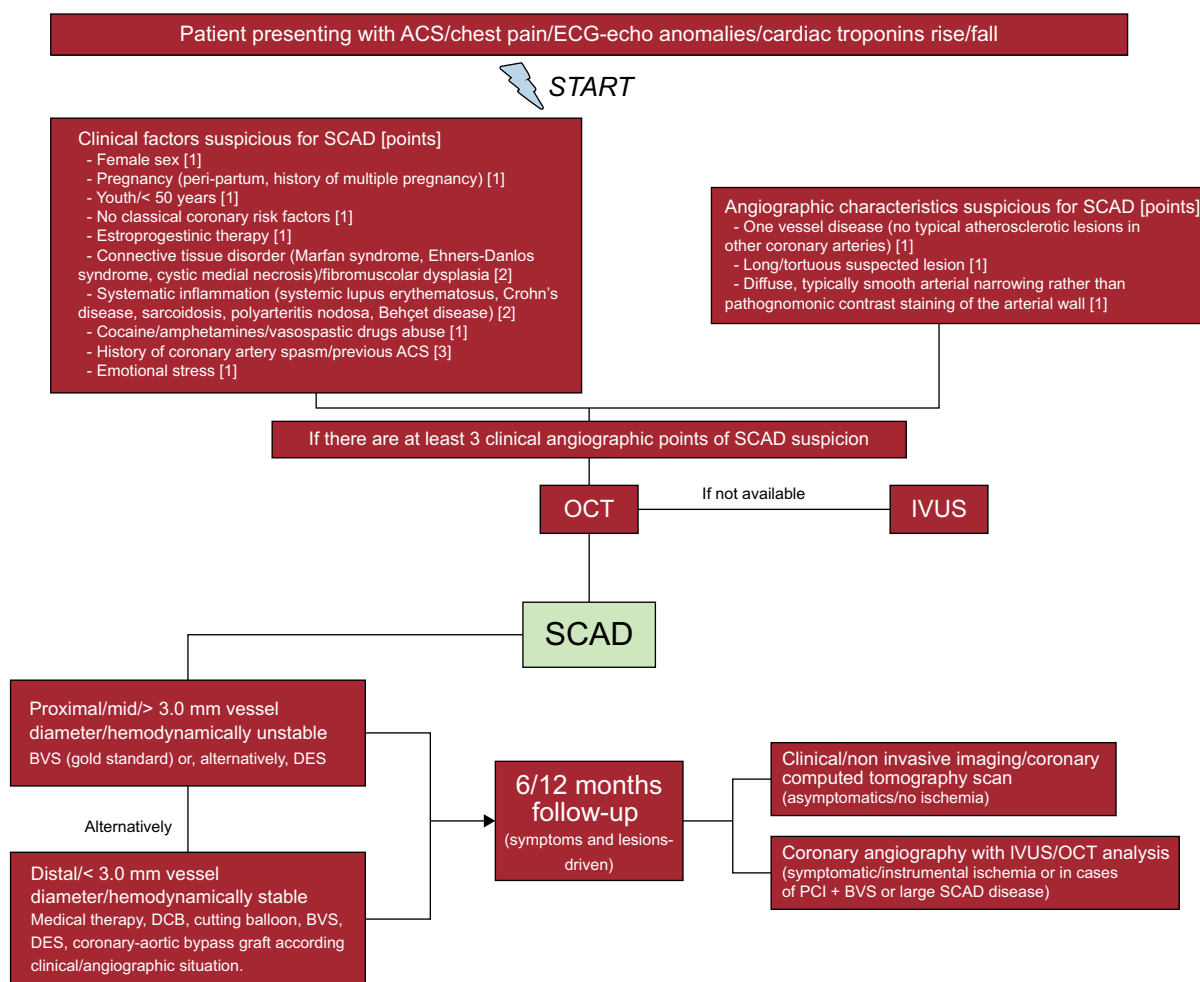 Patient presenting with ACS/chest pain/ECG-echo anomalies/cardiac troponins rise/fall
START
Clinical factors suspicious for SCAD [points]
- Female sex [1]
- Pregnancy (peri-partum, history of multiple pregnancy) [1]
- Youth/< 50 years [1]
- No classical coronary risk factors [1]
- Estroprogestinic therapy [1]
- Connective tissue disorder (Marfan syndrome, Ehners-Danlos
syndrome, cystic medial necrosis)/fibromuscolar dysplasia [2]
- Systematic inflammation (systemic lupus erythematosus, Crohn's
disease, sarcoidosis, polyarteritis nodosa, Behçet disease) [2]
- Cocaine/amphetamines/vasospastic drugs abuse [1]
- History of coronary artery spasm/previous ACS [3]
- Emotional stress [1]
Angiographic characteristics suspicious for SCAD [points]
- One vessel disease (no typical atherosclerotic lesions in
other coronary arteries) [1]
- Long/tortuous suspected lesion [1]
- Diffuse, typically smooth arterial narrowing rather than
pathognomonic contrast staining of the arterial wall [1]
If there are at least 3 clinical angiographic points of SCAD suspicion
OCT
If not available
IVUS
SCAD
Proximal/mid/> 3.0 mm vessel
diameter/hemodynamically unstable
BVS (gold standard) or, alternatively, DES
Alternatively
Distal/< 3.0 mm vessel
diameter/hemodynamically stable
Medical therapy, DCB, cutting balloon, BVS,
DES, coronary-aortic bypass graft according
clinical/angiographic situation.
6/12 months
follow-up
(symptoms and lesions-
driven)
Clinical/non invasive imaging/coronary
computed tomography scan
(asymptomatics/no ischemia)
Coronary angiography with IVUS/OCT analysis
(symptomatic/instrumental ischemia or in cases
of PCI + BVS or large SCAD disease)